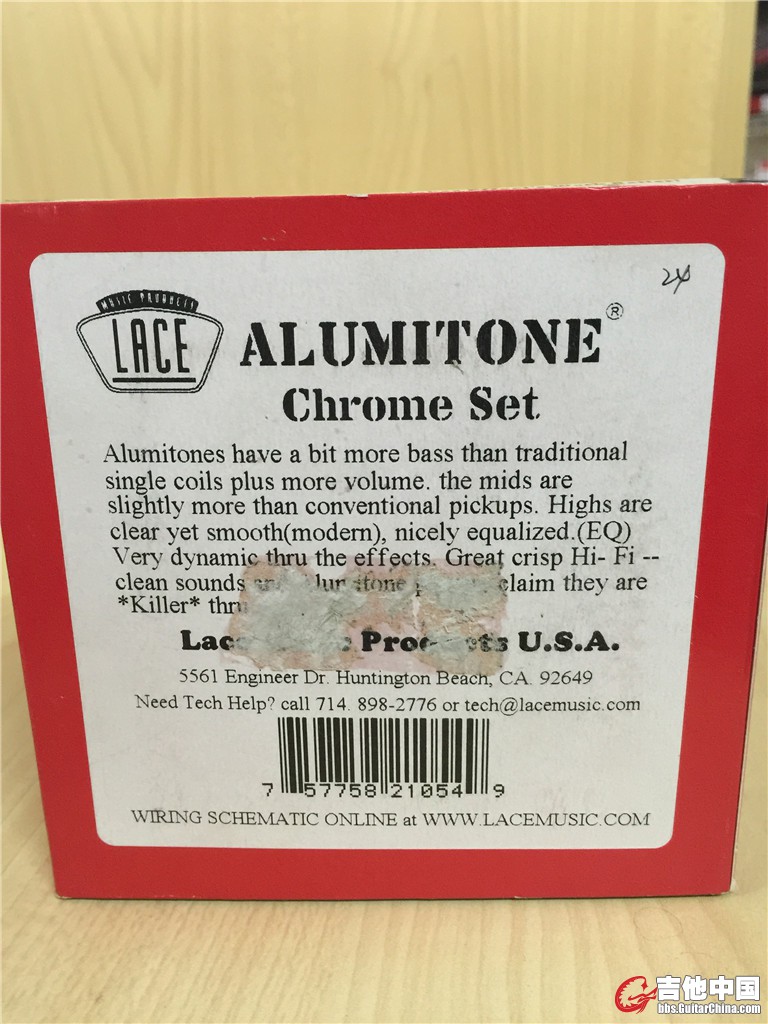 24
MUSIC PRODUCTS
LACE
ALUMITONE®
Chrome Set
Alumitones have a bit more bass than traditional
single coils plus more volume. the mids are
slightly more than conventional pickups. Highs are
clear yet smooth(modern), nicely equalized.(EQ)
Very dynamic thru the effects. Great crisp Hi- Fi --
clean sounds claim they are
*Killer*
U.S.A.
5561 Engineer Dr. Huntington Beach, CA. 92649
Need Tech Help? call 714. 898-2776 or tech@lacemusic.com
7 57758 21054 9
WIRING SCHEMATIC ONLINE at WWW.LACEMUSIC.COM
吉他中国
bbs.GuitarChina.com